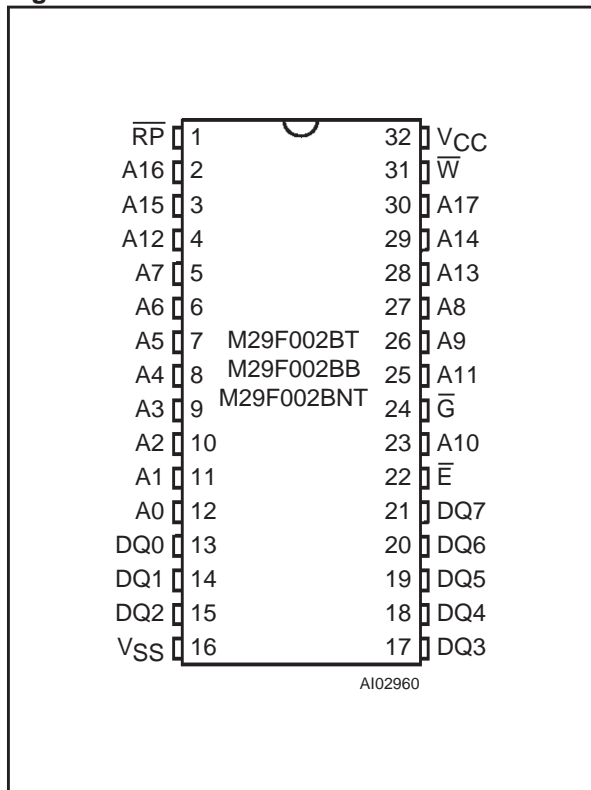 R̅P̅ 1 32 VCC
A16 2 31 W̅
A15 3 30 A17
A12 4 29 A14
A7 5 28 A13
A6 6 27 A8
A5 7 M29F002BT 26 A9
A4 8 M29F002BB 25 A11
A3 9 M29F002BNT 24 G̅
A2 10 23 A10
A1 11 22 E̅
A0 12 21 DQ7
DQ0 13 20 DQ6
DQ1 14 19 DQ5
DQ2 15 18 DQ4
VSS 16 17 DQ3
AI02960